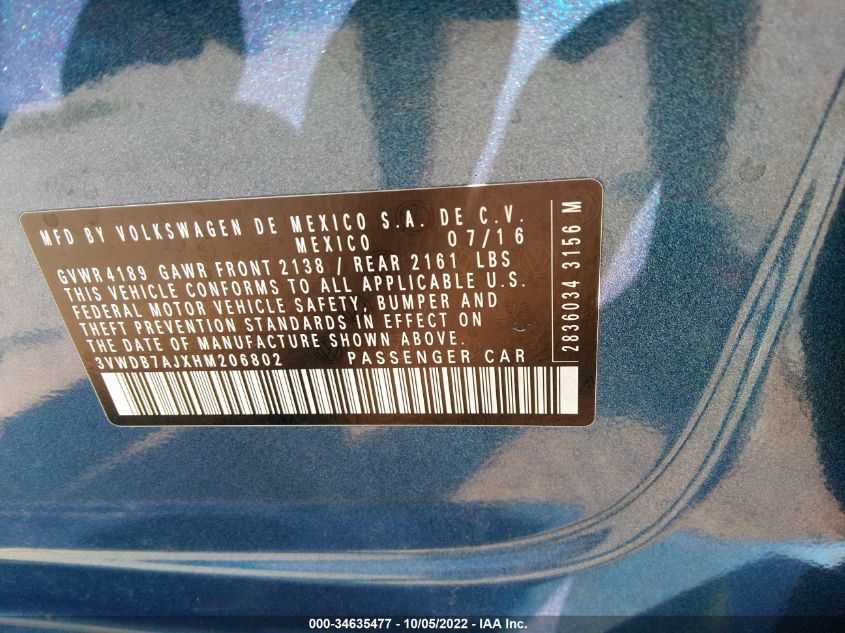 MFD BY VOLKSWAGEN DE MEXICO S.A. DE C.V.
MEXICO 07/16
GVWR 4189 GAWR FRONT 2138 / REAR 2161 LBS
THIS VEHICLE CONFORMS TO ALL APPLICABLE U.S.
FEDERAL MOTOR VEHICLE SAFETY, BUMPER AND
THEFT PREVENTION STANDARDS IN EFFECT ON
THE DATE OF MANUFACTURE SHOWN ABOVE.
3VWDB7AJXHM206802 PASSENGER CAR
2836034 3156 M
000-34635477 - 10/05/2022 - IAA Inc.